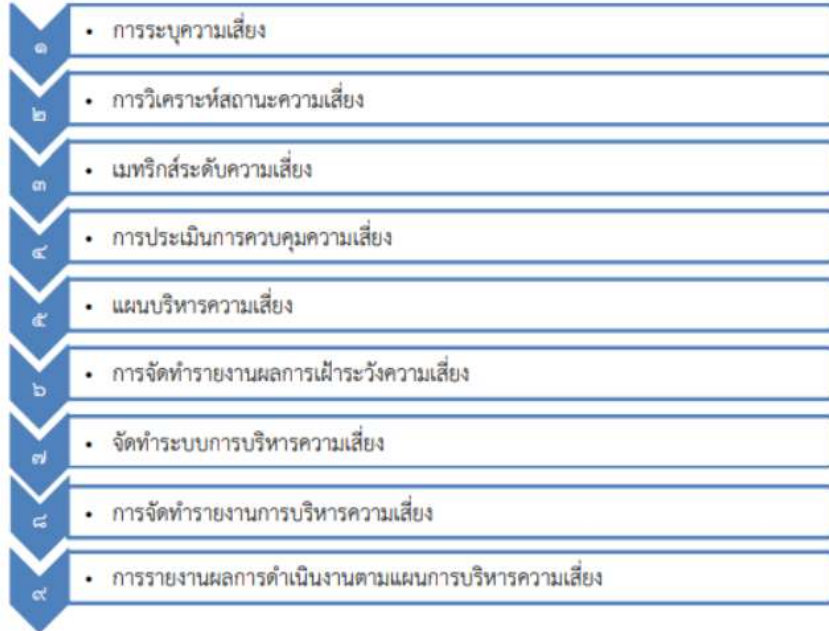 ๑ • การระบุความเสี่ยง
๒ • การวิเคราะห์สถานะความเสี่ยง
๓ • เมทริกส์ระดับความเสี่ยง
๔ • การประเมินการควบคุมความเสี่ยง
๕ • แผนบริหารความเสี่ยง
๖ • การจัดทำรายงานผลการเฝ้าระวังความเสี่ยง
๗ • จัดทำระบบการบริหารความเสี่ยง
๘ • การจัดทำรายงานการบริหารความเสี่ยง
๙ • การรายงานผลการดำเนินงานตามแผนการบริหารความเสี่ยง